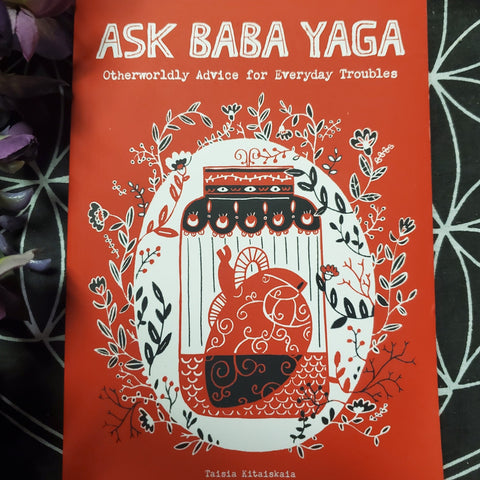 ASK BABA YAGA
Otherworldly Advice for Everyday Troubles
Taisia Kitaiskaia